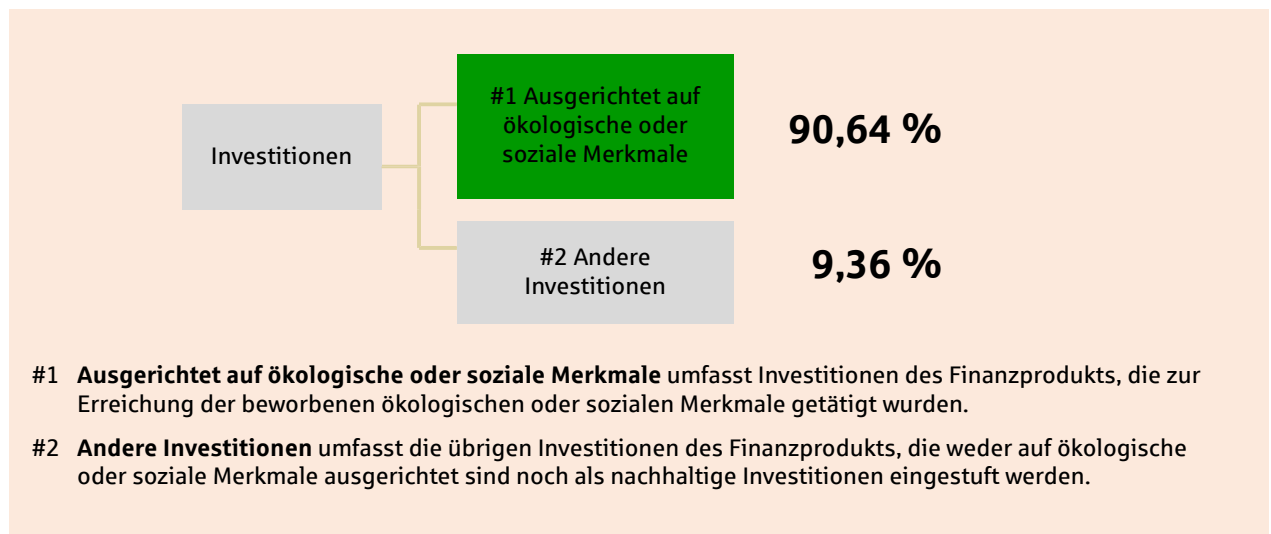 Investitionen
#1 Ausgerichtet auf
ökologische oder
soziale Merkmale
90,64 %
#2 Andere
Investitionen
9,36 %
#1 Ausgerichtet auf ökologische oder soziale Merkmale umfasst Investitionen des Finanzprodukts, die zur
Erreichung der beworbenen ökologischen oder sozialen Merkmale getätigt wurden.
#2 Andere Investitionen umfasst die übrigen Investitionen des Finanzprodukts, die weder auf ökologische
oder soziale Merkmale ausgerichtet sind noch als nachhaltige Investitionen eingestuft werden.